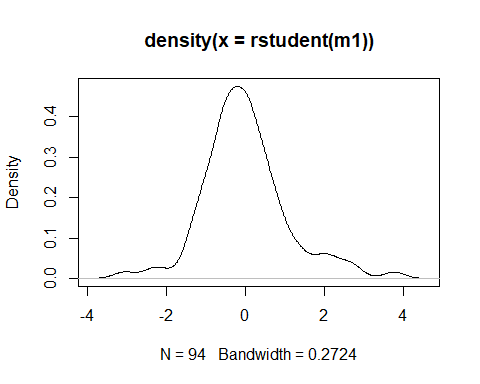 density(x = rstudent(m1))
Density
0.0 0.1 0.2 0.3 0.4
-4 -2 0 2 4
N = 94 Bandwidth = 0.2724